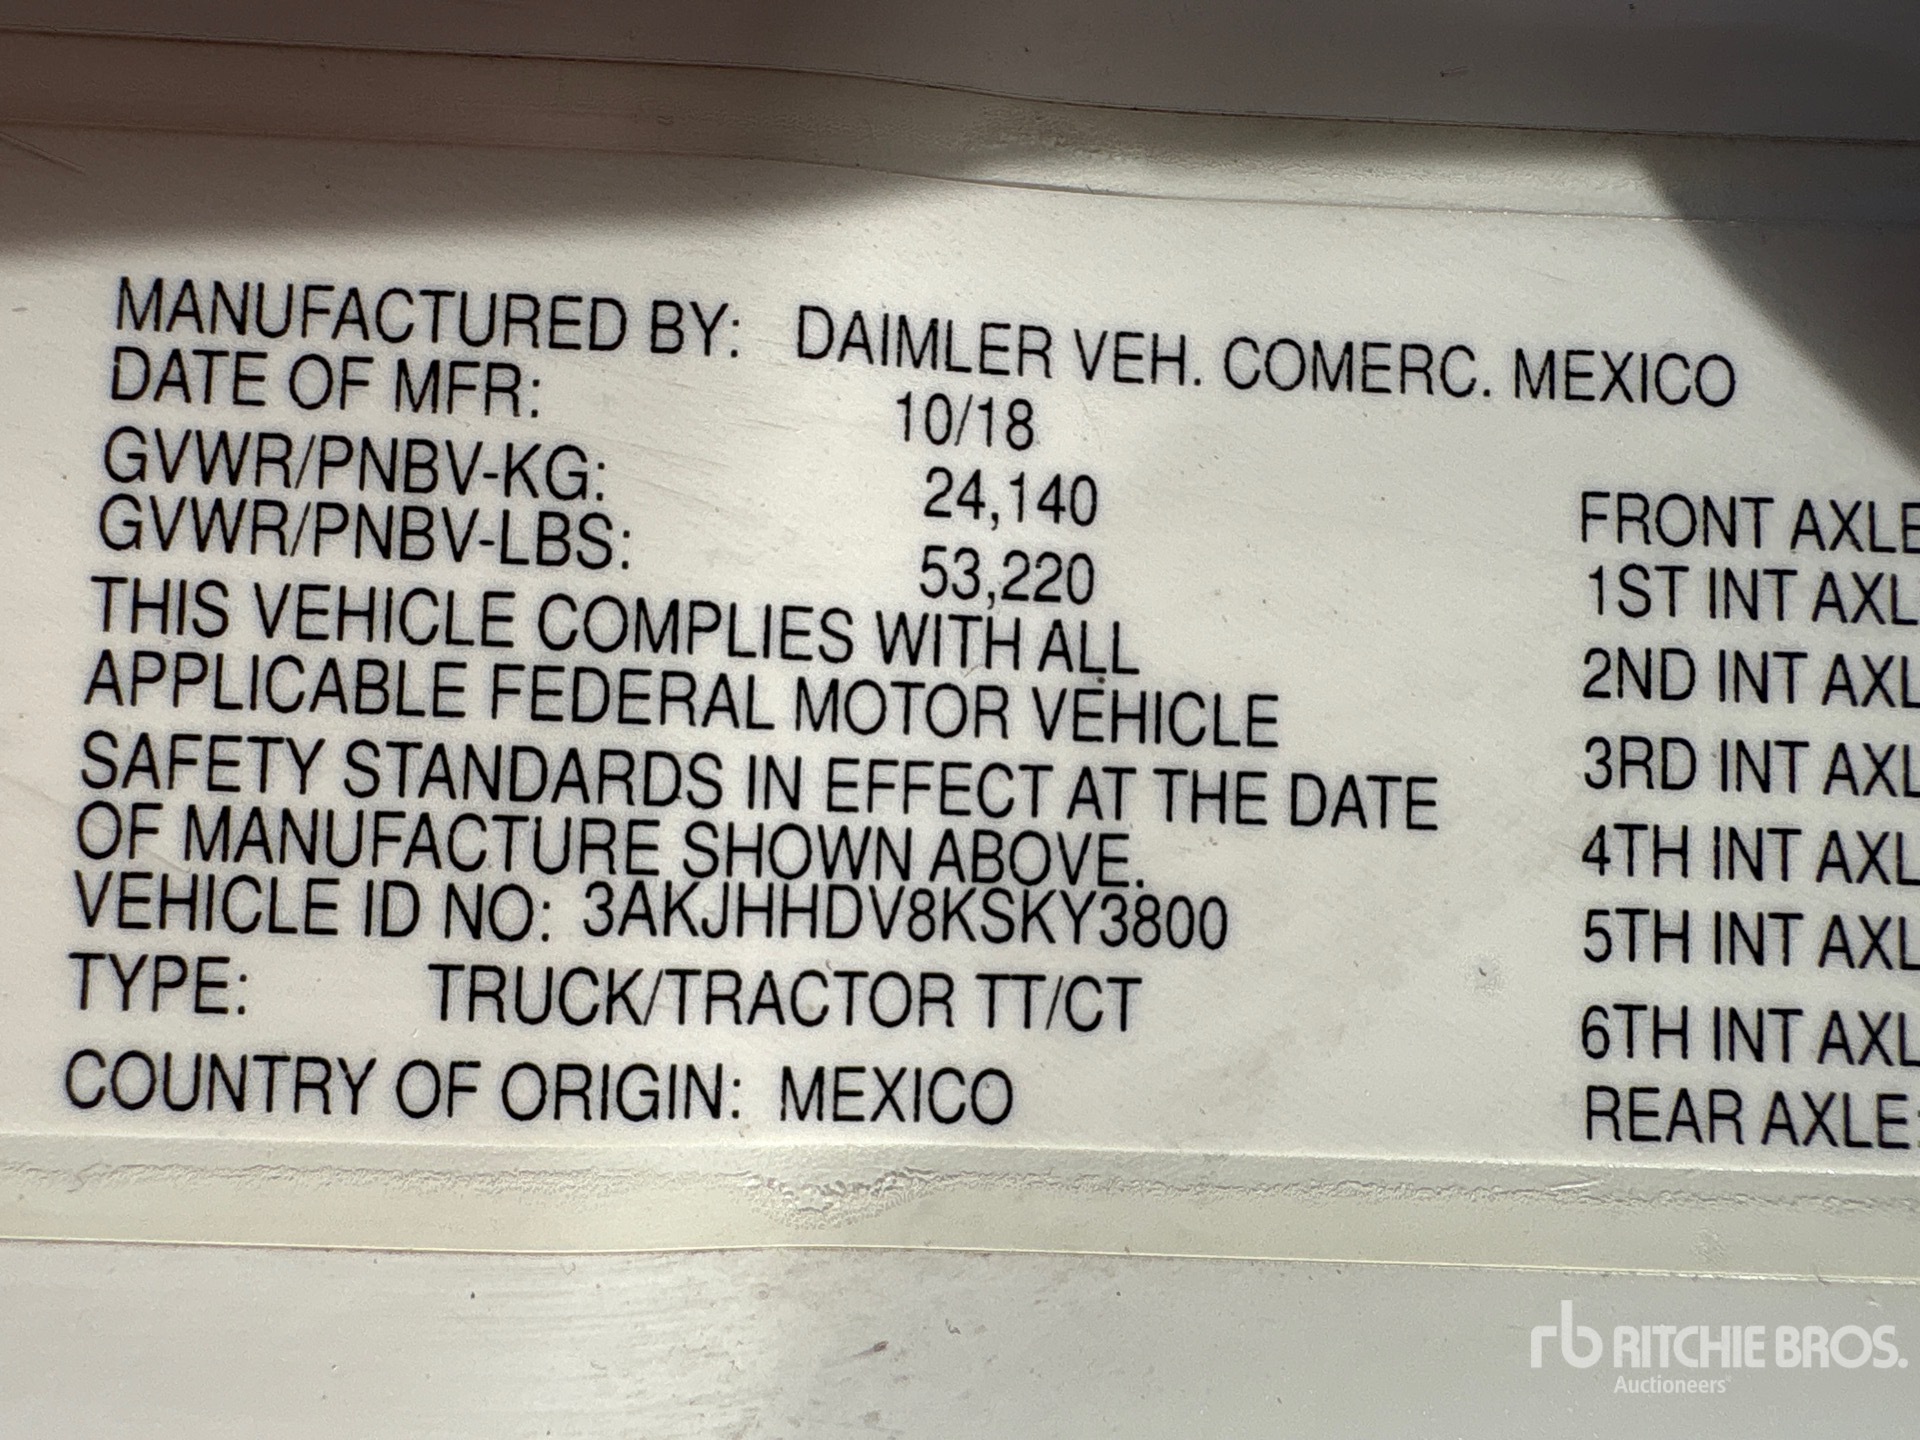 MANUFACTURED BY: DAIMLER VEH. COMERC. MEXICO
DATE OF MFR: 10/18
GVWR/PNBV-KG: 24,140
GVWR/PNBV-LBS: 53,220
THIS VEHICLE COMPLIES WITH ALL
APPLICABLE FEDERAL MOTOR VEHICLE
SAFETY STANDARDS IN EFFECT AT THE DATE
OF MANUFACTURE SHOWN ABOVE.
VEHICLE ID NO: 3AKJHHDV8KSKY3800
TYPE: TRUCK/TRACTOR TT/CT
COUNTRY OF ORIGIN: MEXICO
FRONT AXLE
1ST INT AXL
2ND INT AXL
3RD INT AXL
4TH INT AXL
5TH INT AXL
6TH INT AXL
REAR AXLE:
rb RITCHIE BROS.
Auctioneers